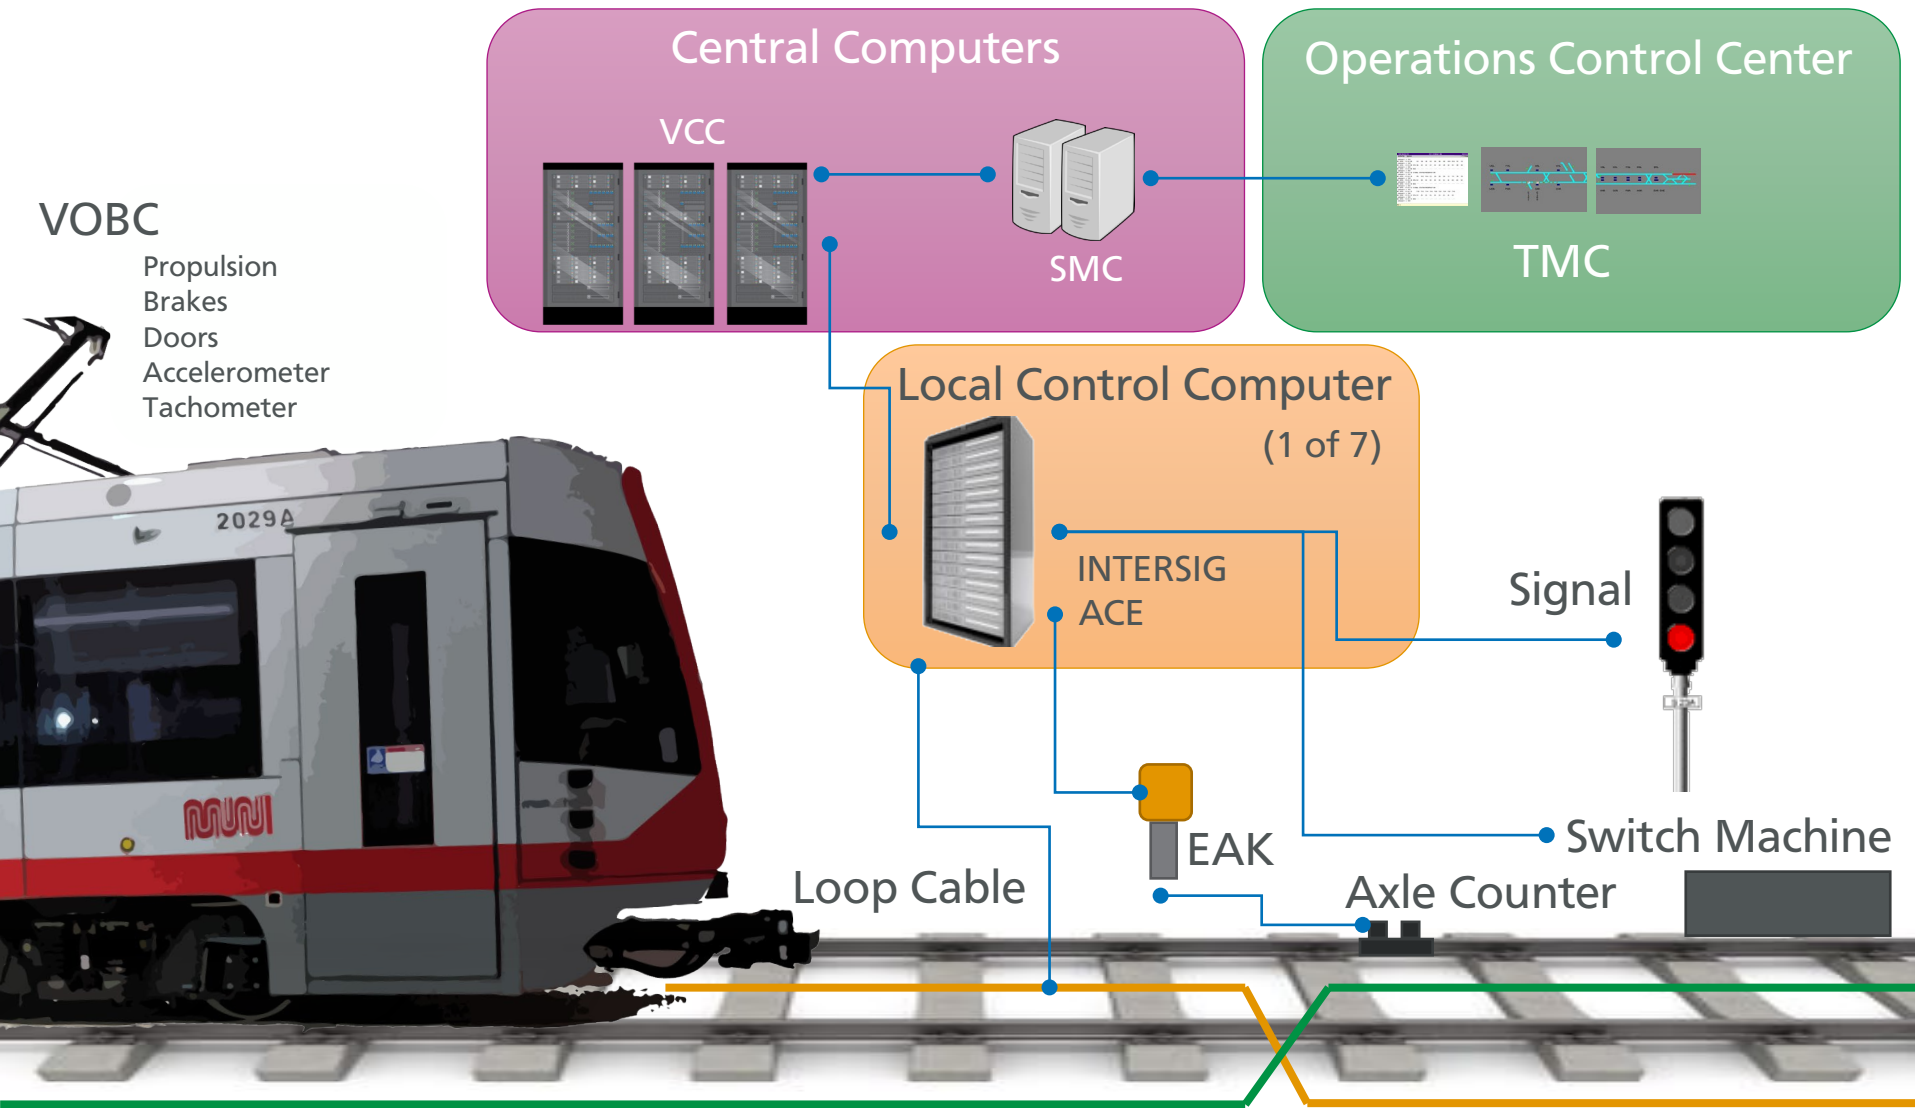 Central Computers
Operations Control Center
VCC
SMC
TMC
VOBC
Propulsion
Brakes
Doors
Accelerometer
Tachometer
Local Control Computer
(1 of 7)
INTERSIG
ACE
2029A
Signal
MUNI
EAK
Switch Machine
Loop Cable
Axle Counter